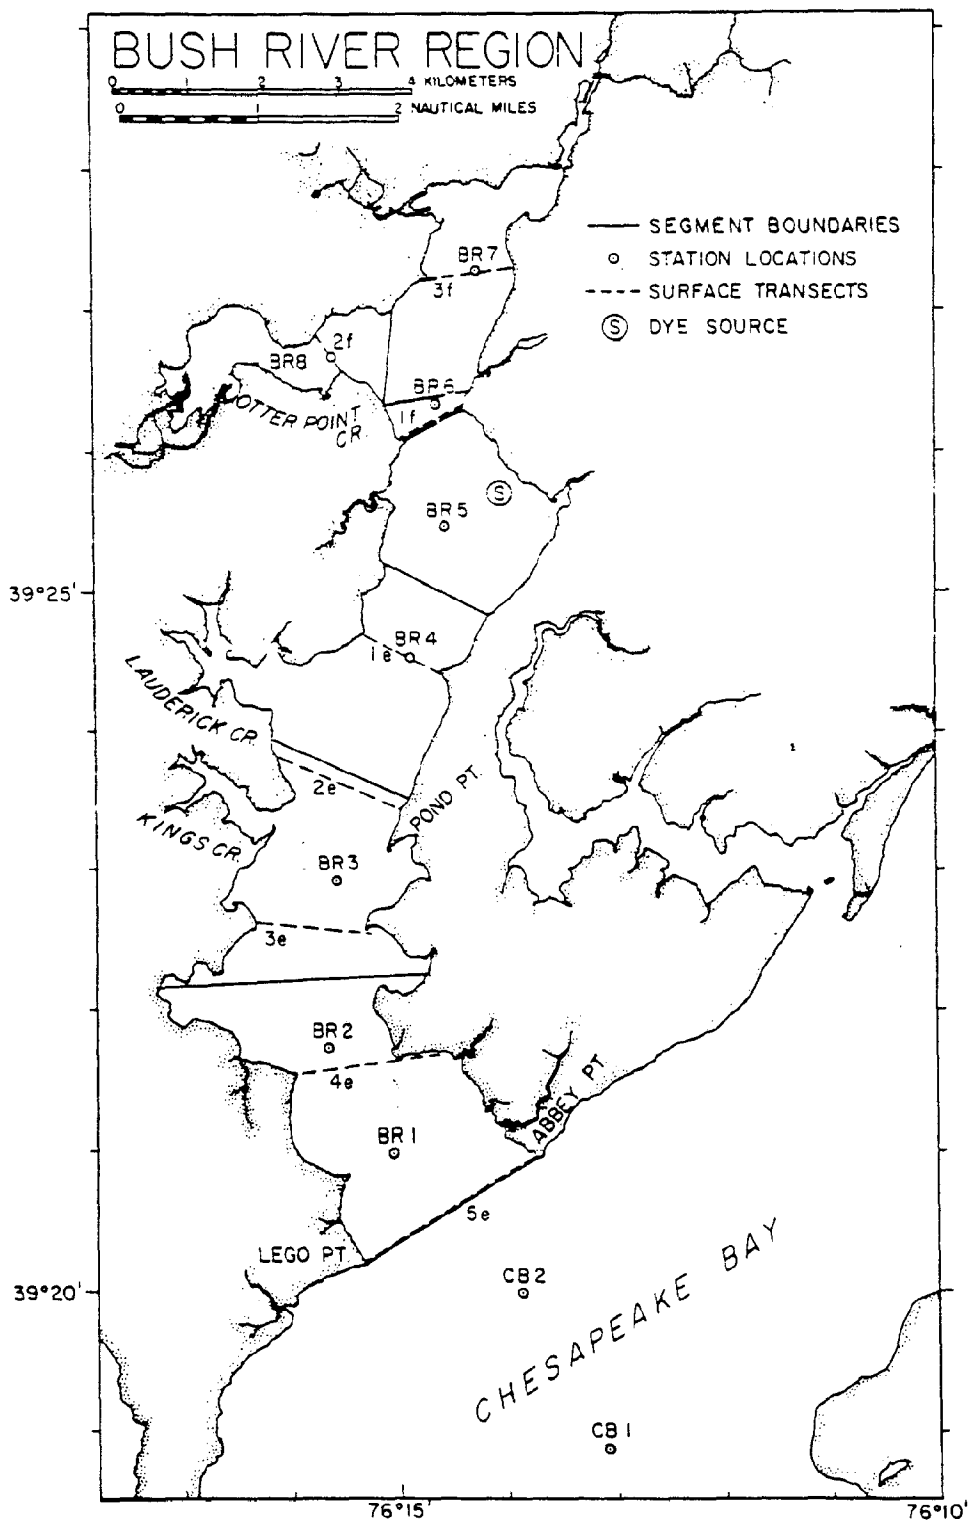 BUSH RIVER REGION
0 1 2 3 4 KILOMETERS
0 1 2 NAUTICAL MILES
SEGMENT BOUNDARIES
STATION LOCATIONS
SURFACE TRANSECTS
S DYE SOURCE
BR7
3f
2f
BR8
BR6
1f
OTTER POINT
CR.
S
BR5
39°25'
BR4
1e
LAUDERICK CR.
2e
POND PT.
KINGS CR.
BR3
3e
BR2
4e
ABBEY PT
BR1
5e
LEGO PT
39°20'
CB2
CHESAPEAKE BAY
CB1
76°15'
76°10'